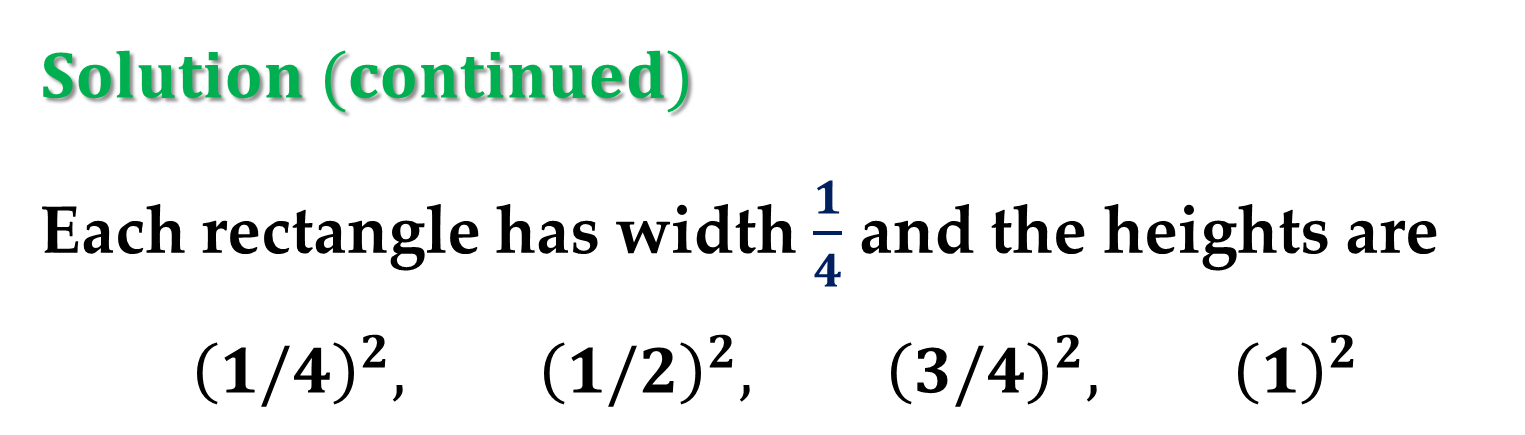 Solution (continued)
Each rectangle has width 1/4 and the heights are
(1/4)², (1/2)², (3/4)², (1)²